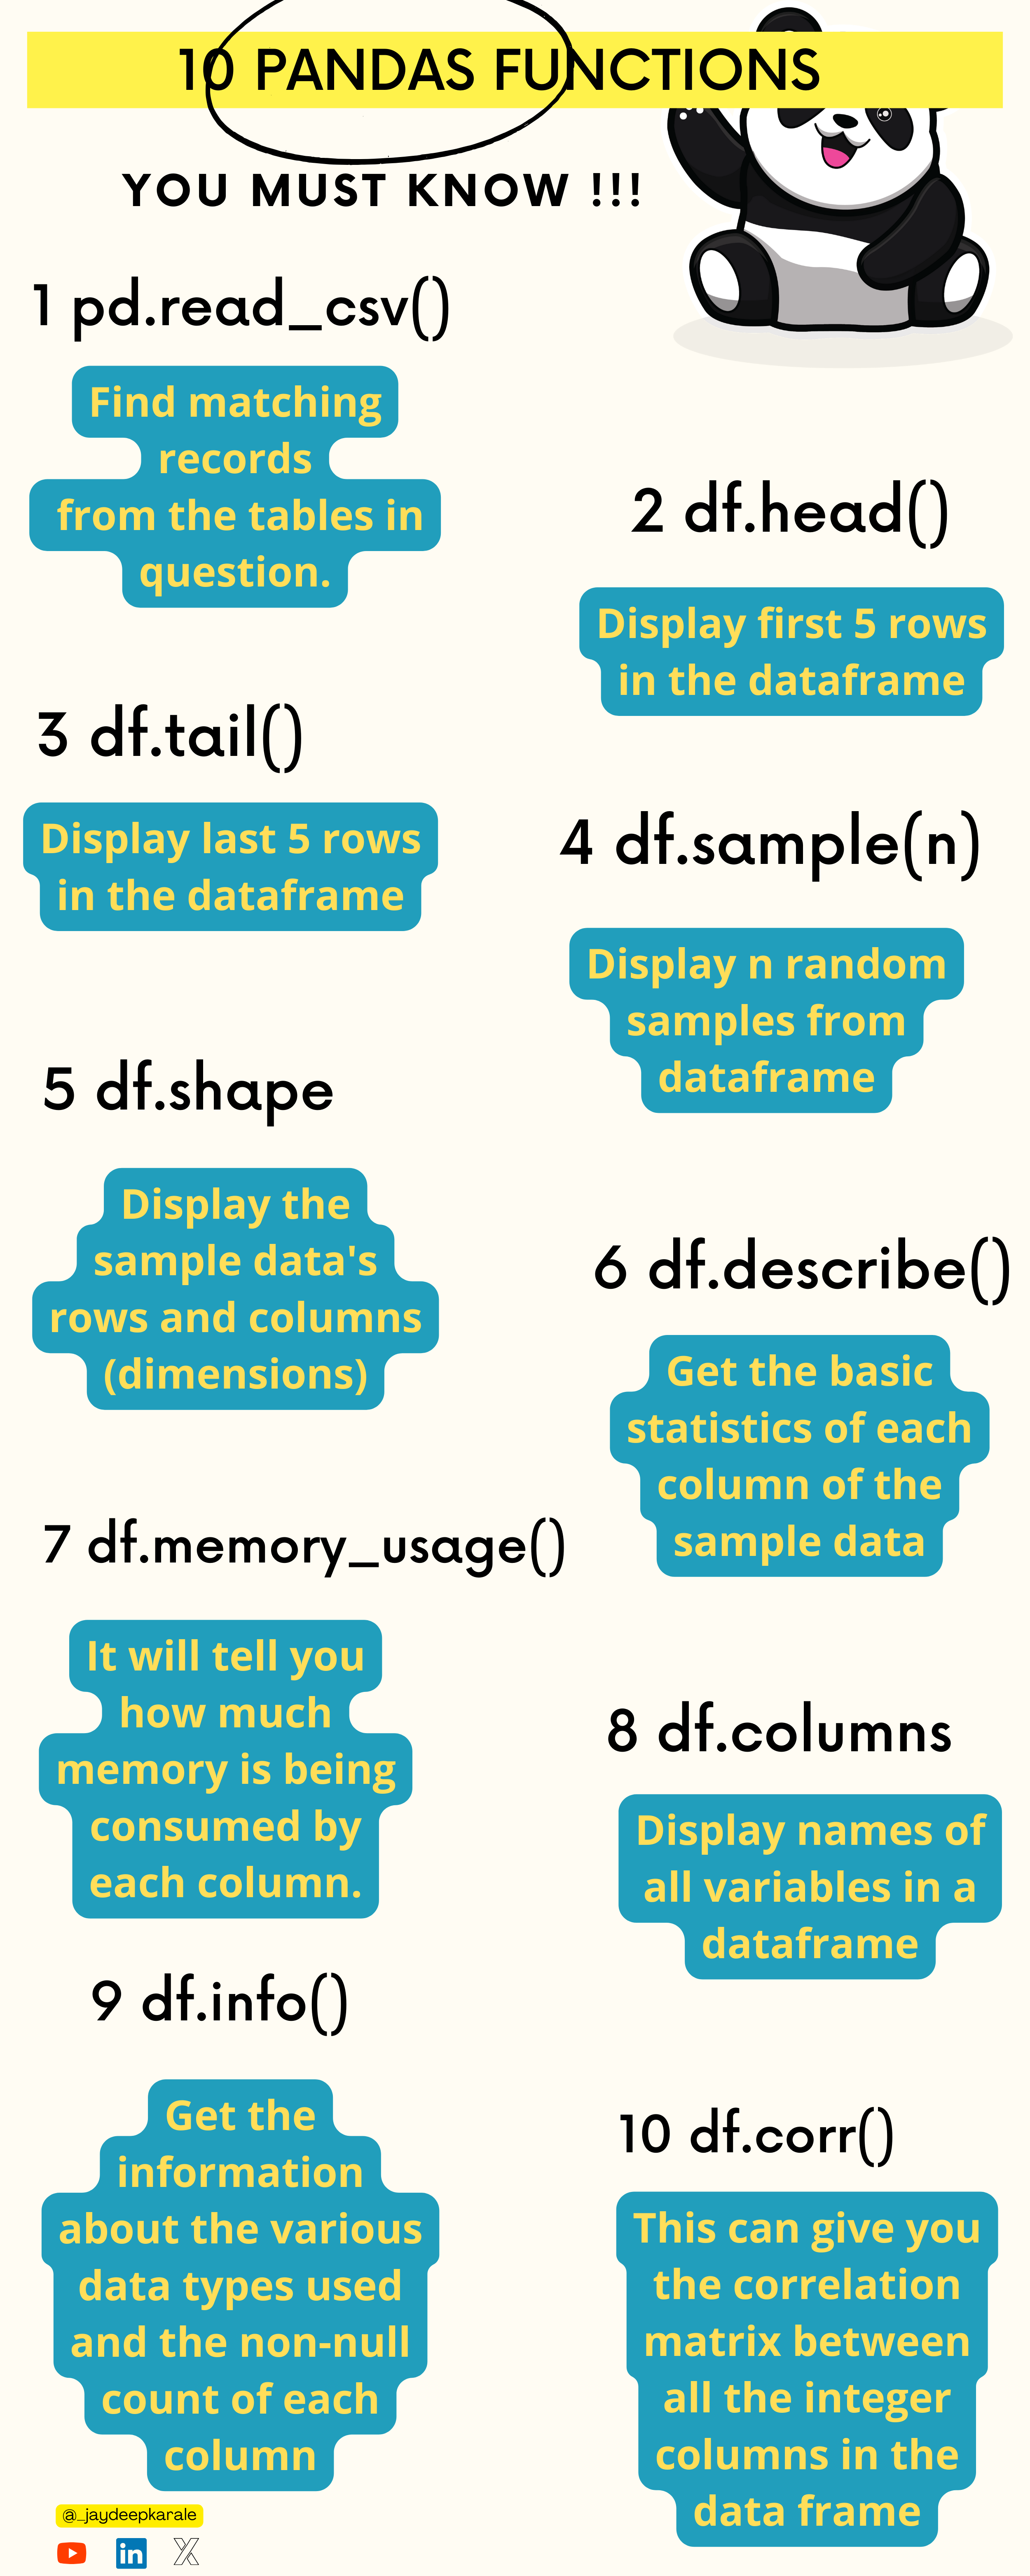 10 PANDAS FUNCTIONS
YOU MUST KNOW !!!
1 pd.read_csv()
Find matching
records
from the tables in
question.
2 df.head()
Display first 5 rows
in the dataframe
3 df.tail()
Display last 5 rows
in the dataframe
4 df.sample(n)
Display n random
samples from
dataframe
5 df.shape
Display the
sample data's
rows and columns
(dimensions)
6 df.describe()
Get the basic
statistics of each
column of the
sample data
7 df.memory_usage()
It will tell you
how much
memory is being
consumed by
each column.
8 df.columns
Display names of
all variables in a
dataframe
9 df.info()
Get the
information
about the various
data types used
and the non-null
count of each
column
10 df.corr()
This can give you
the correlation
matrix between
all the integer
columns in the
data frame
@_jaydeepkarale
in